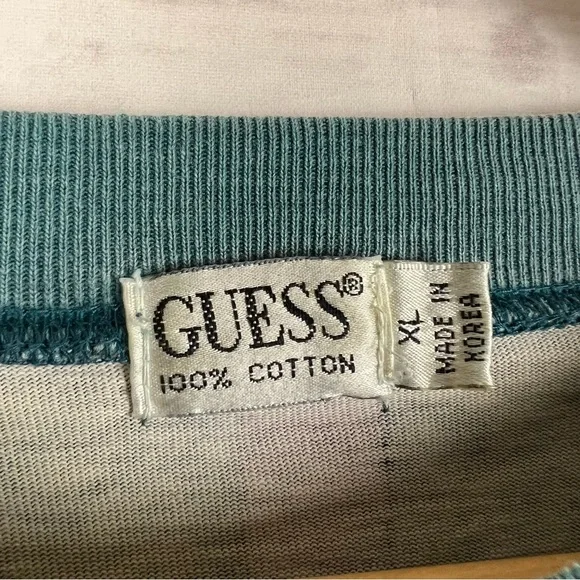 GUESS®
100% COTTON
XL
MADE IN
KOREA